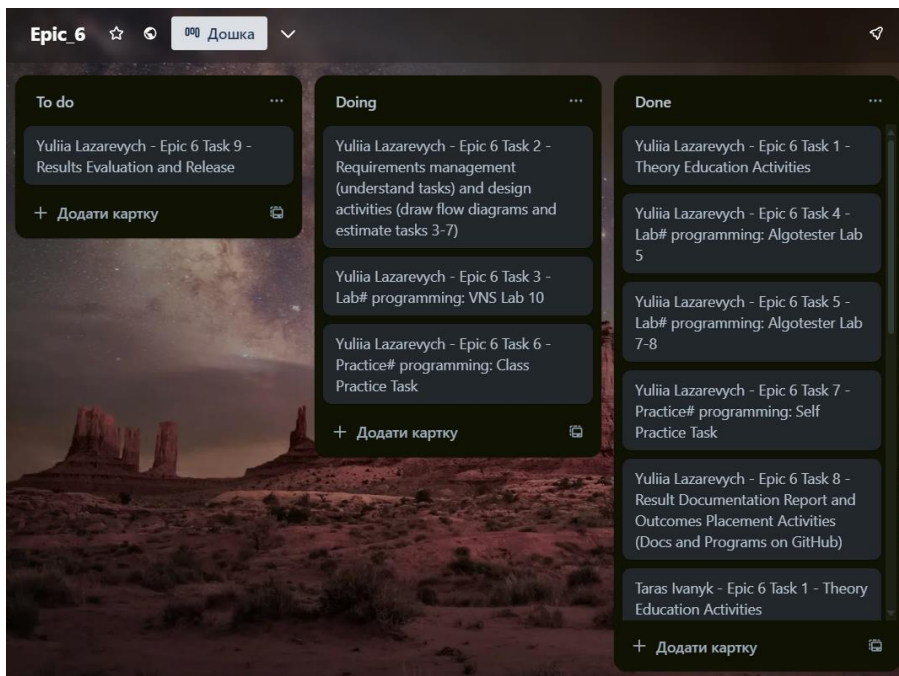 Epic_6
Дошка
To do
Yuliia Lazarevych - Epic 6 Task 9 -
Results Evaluation and Release
Додати картку
Doing
Yuliia Lazarevych - Epic 6 Task 2 -
Requirements management
(understand tasks) and design
activities (draw flow diagrams and
estimate tasks 3-7)
Yuliia Lazarevych - Epic 6 Task 3 -
Lab# programming: VNS Lab 10
Yuliia Lazarevych - Epic 6 Task 6 -
Practice# programming: Class
Practice Task
Додати картку
Done
Yuliia Lazarevych - Epic 6 Task 1 -
Theory Education Activities
Yuliia Lazarevych - Epic 6 Task 4 -
Lab# programming: Algotester Lab
5
Yuliia Lazarevych - Epic 6 Task 5 -
Lab# programming: Algotester Lab
7-8
Yuliia Lazarevych - Epic 6 Task 7 -
Practice# programming: Self
Practice Task
Yuliia Lazarevych - Epic 6 Task 8 -
Result Documentation Report and
Outcomes Placement Activities
(Docs and Programs on GitHub)
Taras Ivanyk - Epic 6 Task 1 - Theory
Education Activities
Додати картку